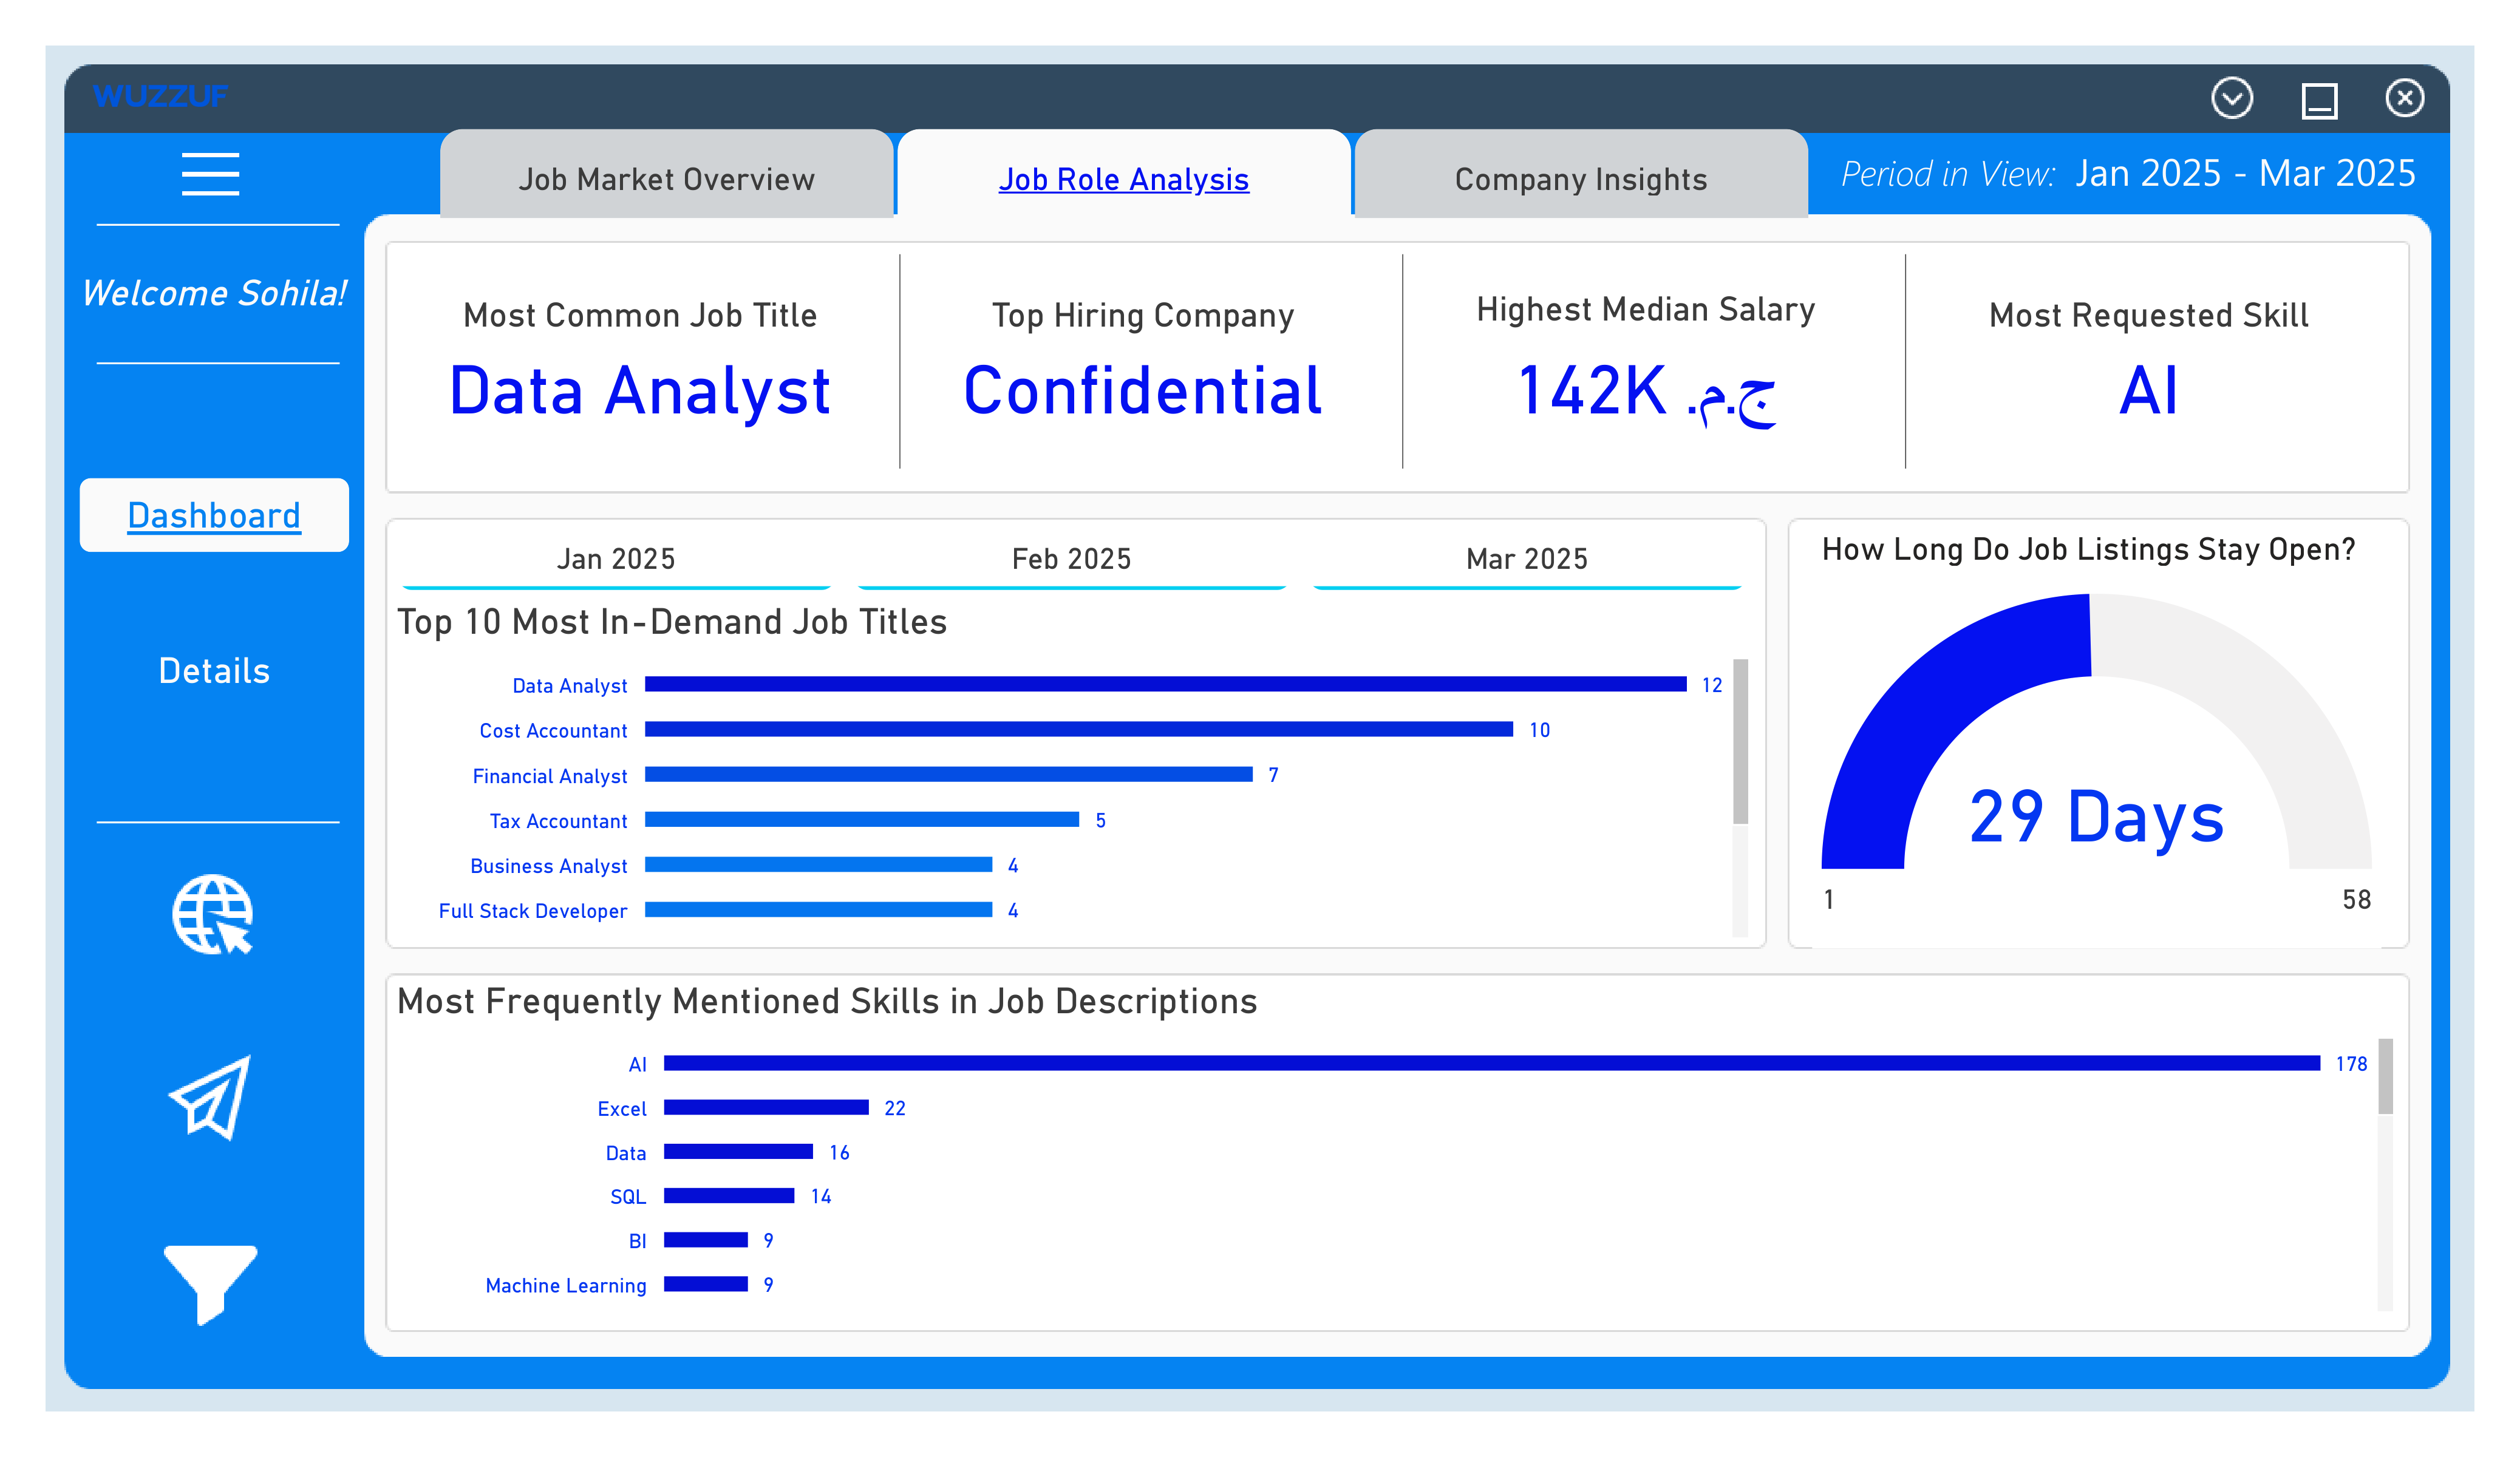 WUZZUF
Job Market Overview
Job Role Analysis
Company Insights
Period in View: Jan 2025 - Mar 2025
Welcome Sohila!
Dashboard
Details
Most Common Job Title
Data Analyst
Top Hiring Company
Confidential
Highest Median Salary
142K ج.م.
Most Requested Skill
AI
Jan 2025
Feb 2025
Mar 2025
Top 10 Most In-Demand Job Titles
Data Analyst 12
Cost Accountant 10
Financial Analyst 7
Tax Accountant 5
Business Analyst 4
Full Stack Developer 4
How Long Do Job Listings Stay Open?
29 Days
1 58
Most Frequently Mentioned Skills in Job Descriptions
AI 178
Excel 22
Data 16
SQL 14
BI 9
Machine Learning 9